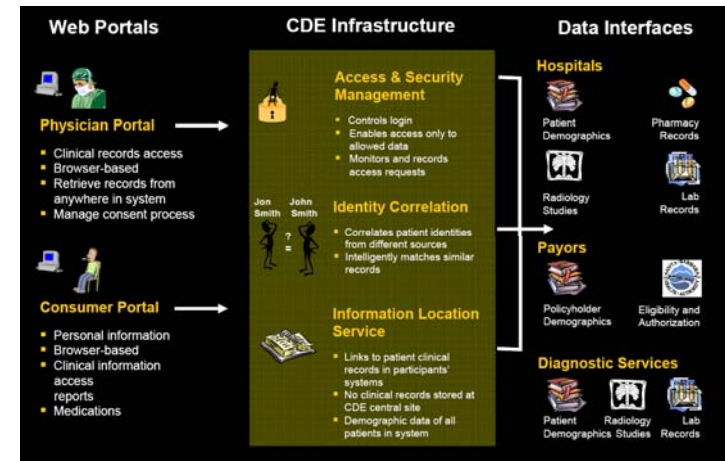 Web Portals
Physician Portal
▪ Clinical records access
▪ Browser-based
▪ Retrieve records from
anywhere in system
▪ Manage consent process
Consumer Portal
▪ Personal information
▪ Browser-based
▪ Clinical information
access
reports
▪ Medications
CDE Infrastructure
Access & Security
Management
▪ Controls login
▪ Enables access only to
allowed data
▪ Monitors and records
access requests
Jon Smith
John Smith
?
=
Identity Correlation
▪ Correlates patient identities
from different sources
▪ Intelligently matches similar
records
Information Location
Service
▪ Links to patient clinical
records in participants'
systems
▪ No clinical records stored at
CDE central site
▪ Demographic data of all
patients in system
Data Interfaces
Hospitals
Patient
Demographics
Pharmacy
Records
Radiology
Studies
Lab
Records
Payors
Policyholder
Demographics
Eligibility and
Authorization
Diagnostic Services
Patient
Demographics
Radiology
Studies
Lab
Records